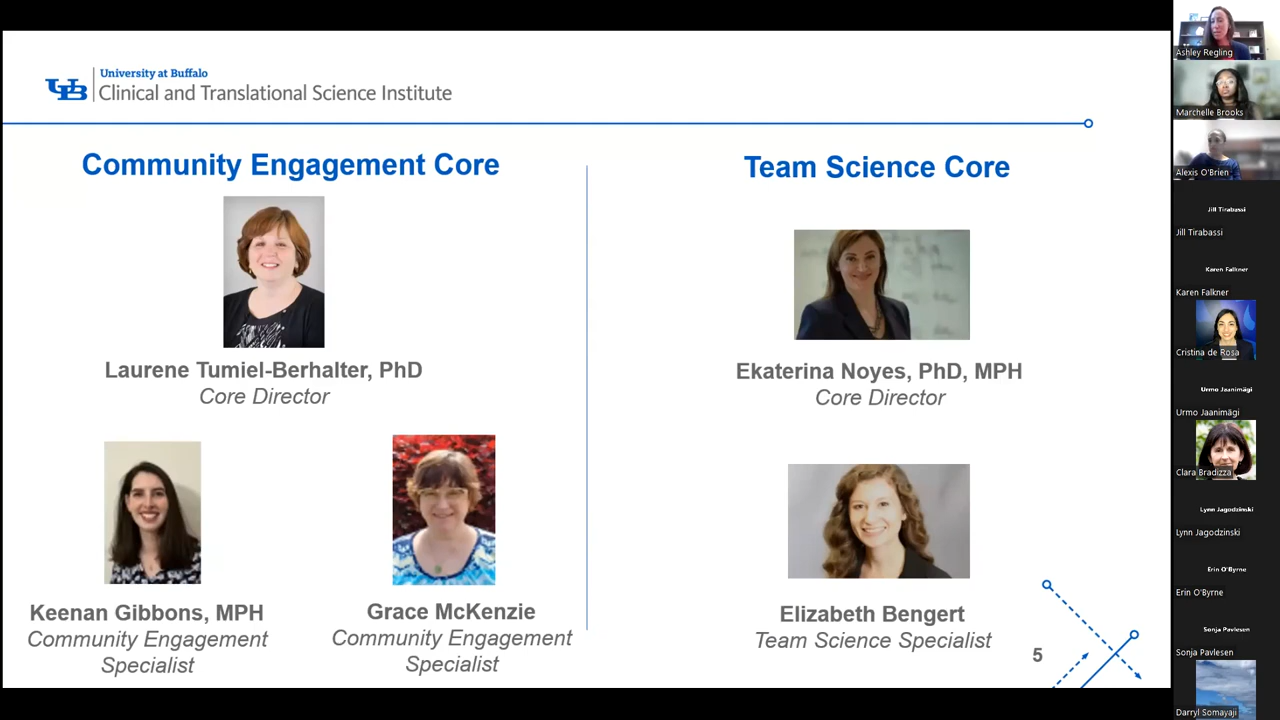 University at Buffalo
UB
Clinical and Translational Science Institute
Community Engagement Core
Laurene Tumiel-Berhalter, PhD
Core Director
Keenan Gibbons, MPH
Community Engagement
Specialist
Grace McKenzie
Community Engagement
Specialist
Team Science Core
Ekaterina Noyes, PhD, MPH
Core Director
Elizabeth Bengert
Team Science Specialist
5
Ashley Regling
Marchelle Brooks
Alexis O'Brien
Jill Tirabassi
Jill Tirabassi
Karen Falkner
Karen Falkner
Cristina de Rosa
Urmo Jaanimägi
Urmo Jaanimägi
Clara Bradizza
Lynn Jagodzinski
Lynn Jagodzinski
Erin O'Byrne
Erin O'Byrne
Sonja Pavlesen
Sonja Pavlesen
Darryl Somayaji